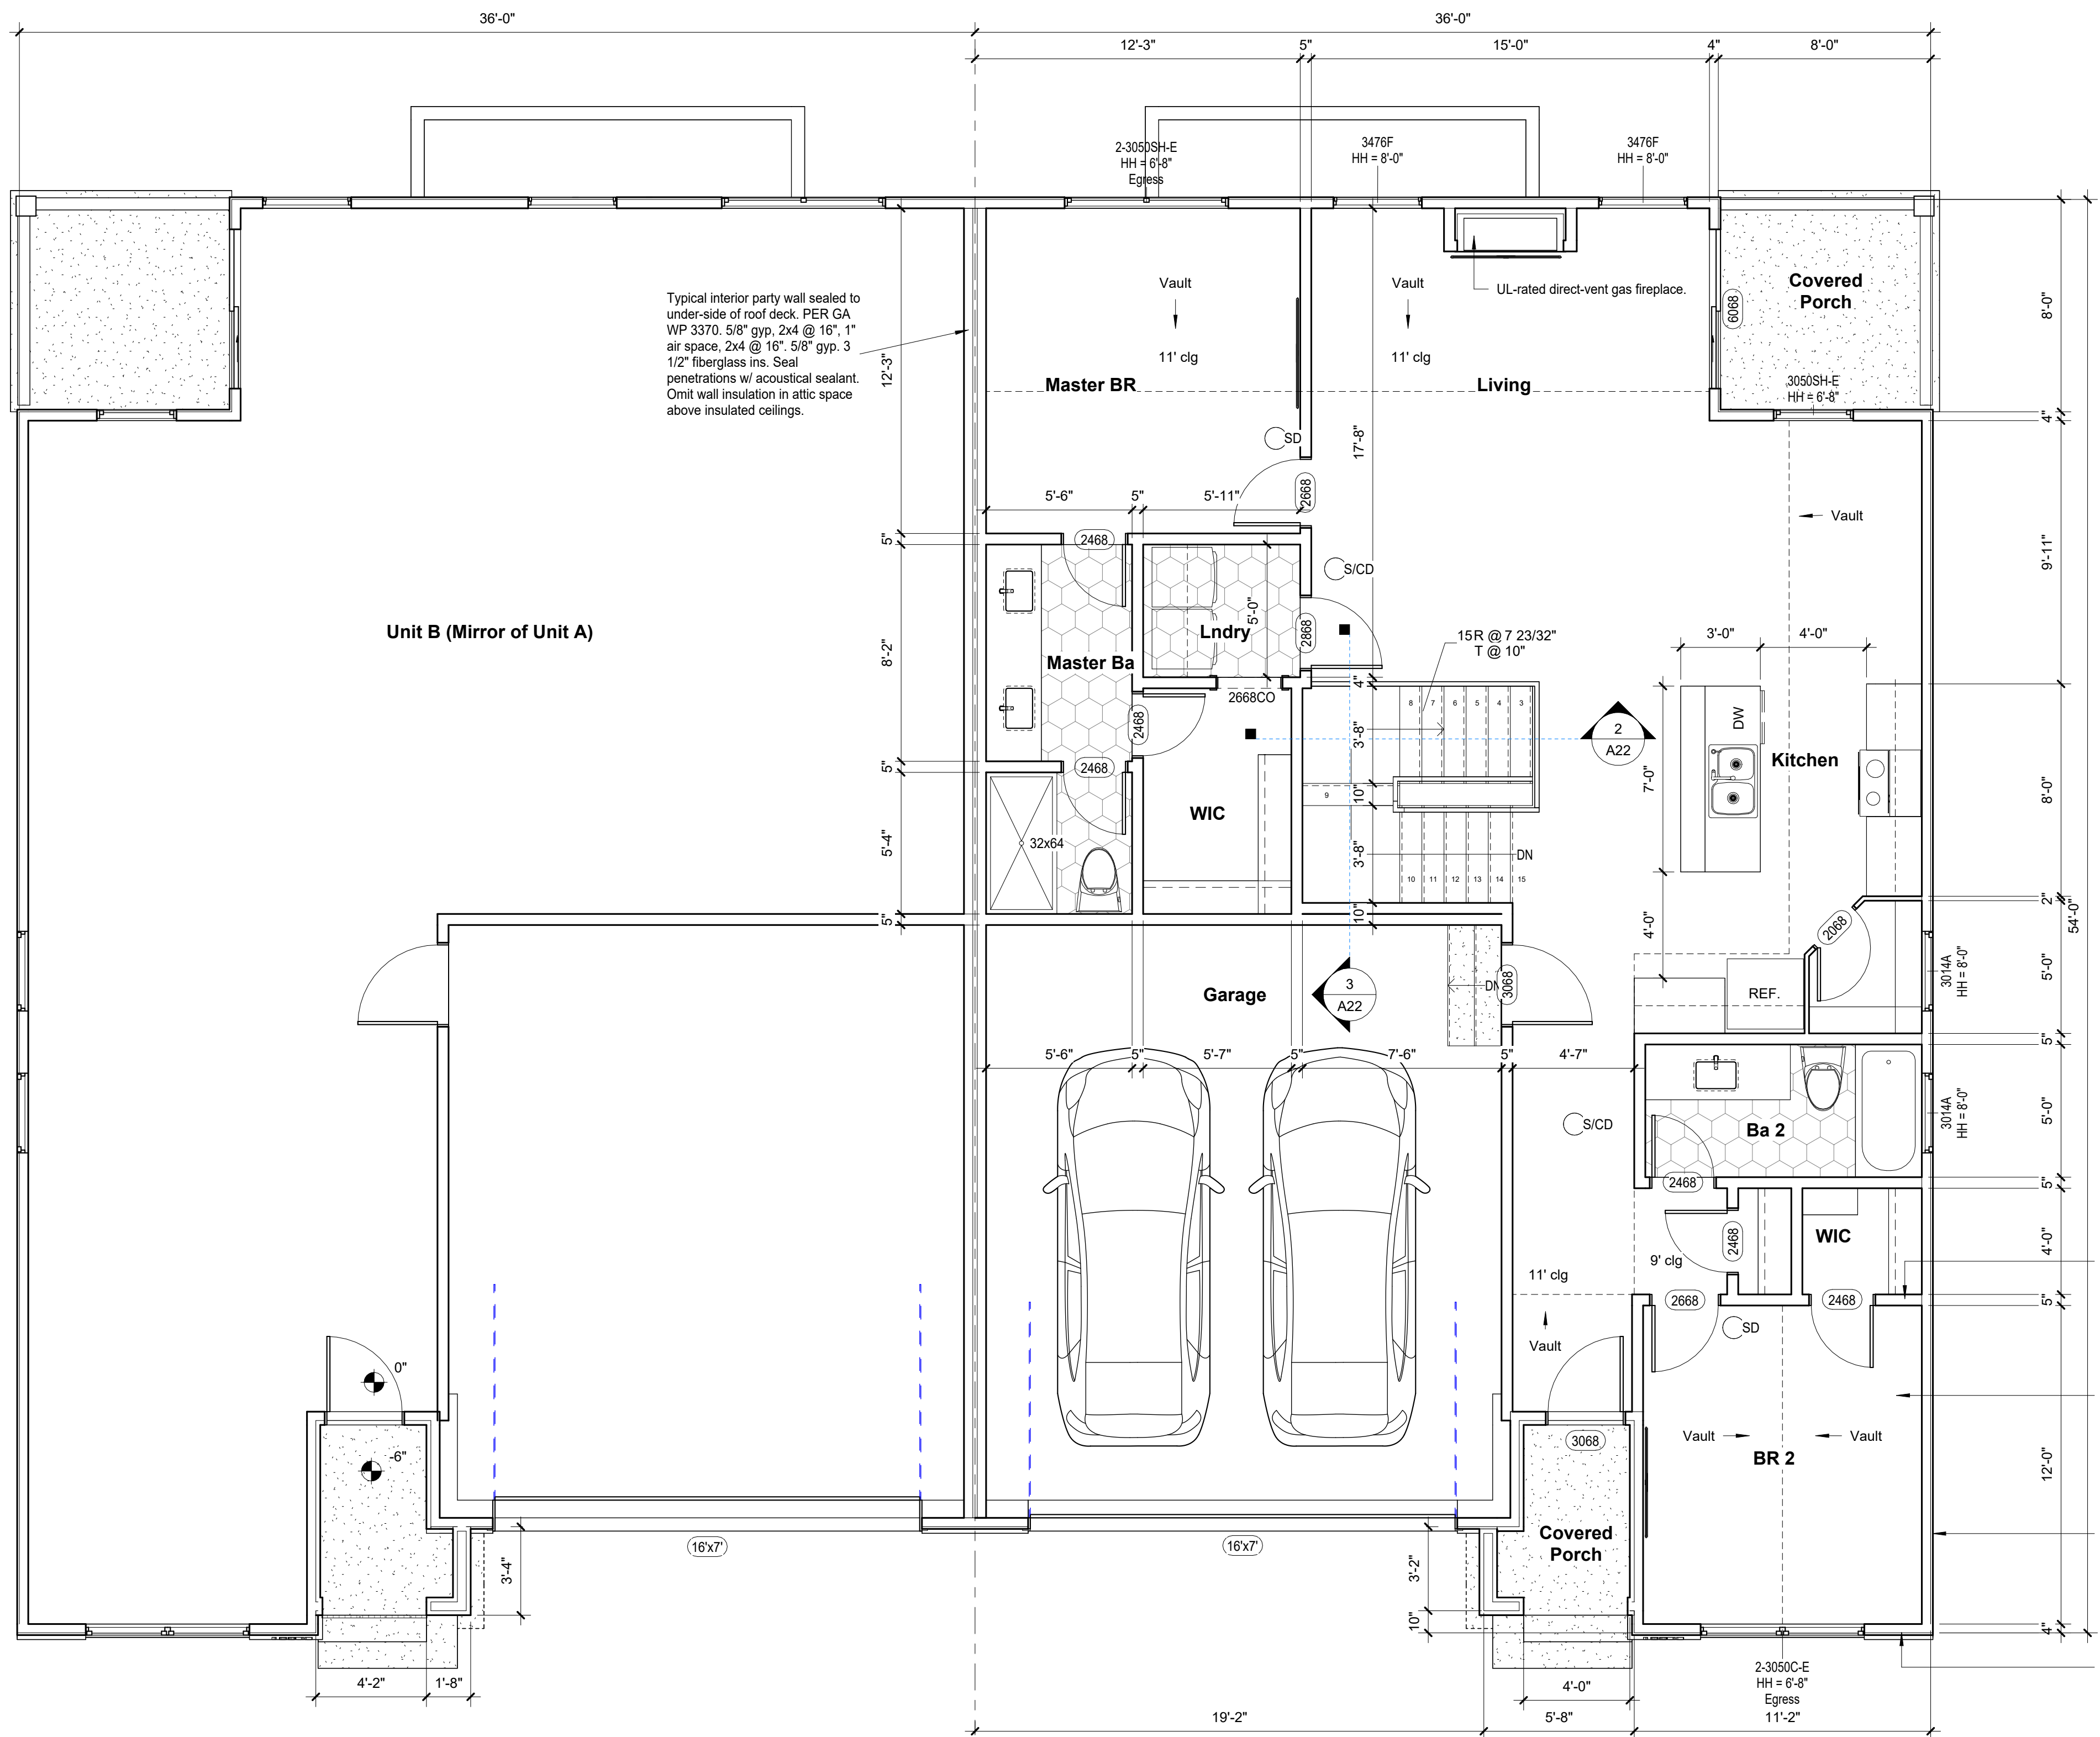 36'-0"
36'-0"
12'-3"
5"
15'-0"
4"
8'-0"
2-3050SH-E
HH = 6'-8"
Egress
3476F
HH = 8'-0"
3476F
HH = 8'-0"
Typical interior party wall sealed to
under-side of roof deck. PER GA
WP 3370. 5/8" gyp, 2x4 @ 16", 1"
air space, 2x4 @ 16". 5/8" gyp. 3
1/2" fiberglass ins. Seal
penetrations w/ acoustical sealant.
Omit wall insulation in attic space
above insulated ceilings.
12'-3"
Vault
11' clg
Master BR
Vault
11' clg
UL-rated direct-vent gas fireplace.
Living
6068
Covered
Porch
3050SH-E
HH = 6'-8"
8'-0"
4"
SD
17'-8"
2668
5'-6"
5"
5'-11"
Vault
9'-11"
5"
2468
S/CD
Unit B (Mirror of Unit A)
8'-2"
Master Ba
Lndry
5'-0"
2868
15R @ 7 23/32"
T @ 10"
3'-0"
4'-0"
2668CO
4"
8
7
6
5
4
3
2468
3'-8"
2
A22
DW
Kitchen
7'-0"
8'-0"
5"
2468
9
10"
WIC
5'-4"
32x64
3'-8"
DN
10
11
12
13
14
15
5"
10"
4'-0"
2068
2"
54'-0"
Garage
3
A22
DN
3068
REF.
3014A
HH = 8'-0"
5'-0"
5"
5'-6"
5"
5'-7"
5"
7'-6"
5"
4'-7"
S/CD
Ba 2
3014A
HH = 8'-0"
5'-0"
2468
5"
2468
WIC
4'-0"
9' clg
11' clg
2668
2468
5"
SD
Vault
0"
-6"
3068
Vault
Vault
BR 2
12'-0"
Covered
Porch
16'x7'
16'x7'
3'-4"
3'-2"
10"
4"
4'-2"
1'-8"
4'-0"
2-3050C-E
HH = 6'-8"
Egress
19'-2"
5'-8"
11'-2"